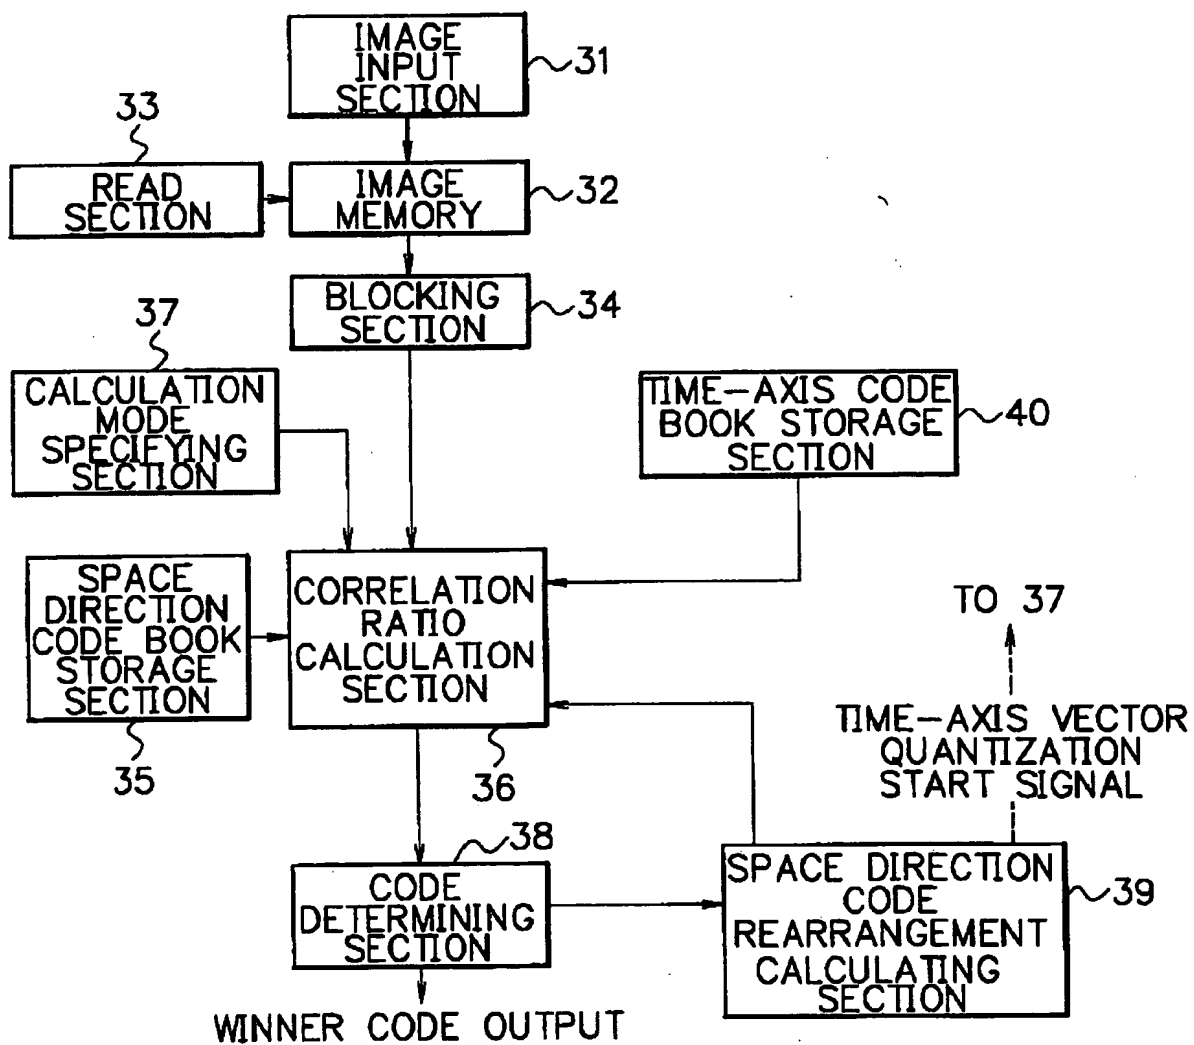 IMAGE
INPUT
SECTION
31
33
READ
SECTION
IMAGE
MEMORY
32
BLOCKING
SECTION
34
37
CALCULATION
MODE
SPECIFYING
SECTION
TIME-AXIS CODE
BOOK STORAGE
SECTION
40
SPACE
DIRECTION
CODE BOOK
STORAGE
SECTION
35
CORRELATION
RATIO
CALCULATION
SECTION
36
TO 37
TIME-AXIS VECTOR
QUANTIZATION
START SIGNAL
38
CODE
DETERMINING
SECTION
SPACE DIRECTION
CODE
REARRANGEMENT
CALCULATING
SECTION
39
WINNER CODE OUTPUT